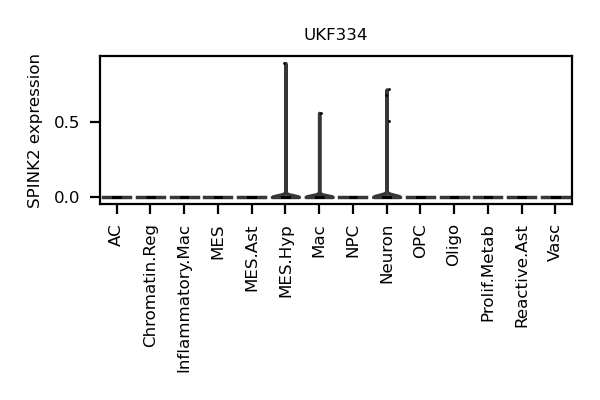 UKF334
SPINK2 expression
0.5
0.0
AC
Chromatin.Reg
Inflammatory.Mac
MES
MES.Ast
MES.Hyp
Mac
NPC
Neuron
OPC
Oligo
Prolif.Metab
Reactive.Ast
Vasc